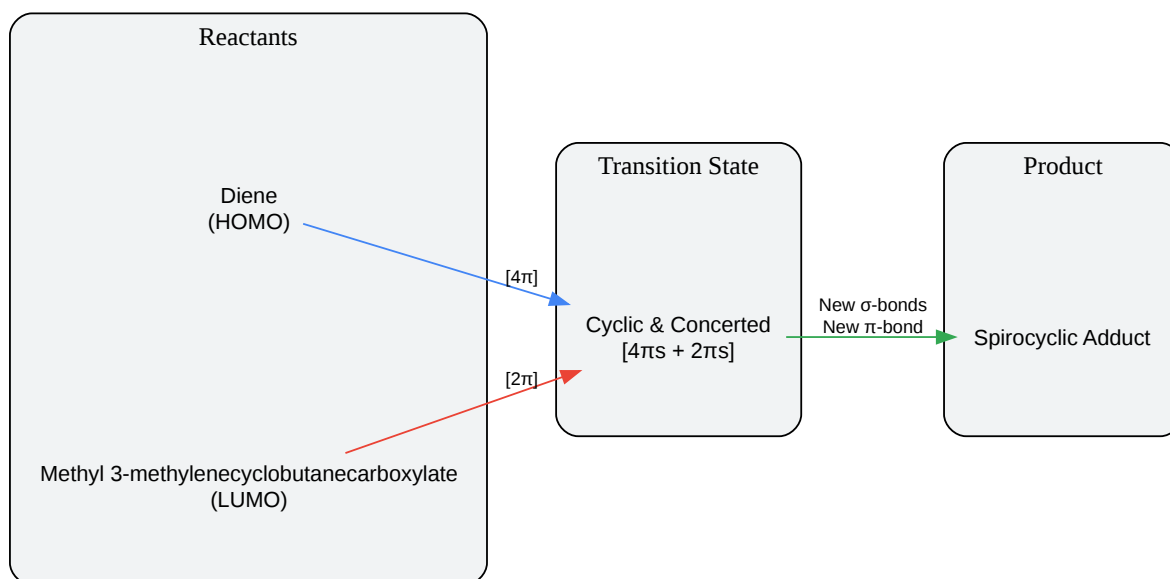 Reactants
Diene
(HOMO)
Methyl 3-methylenecyclobutanecarboxylate
(LUMO)
[4π]
[2π]
Transition State
Cyclic & Concerted
[4πs + 2πs]
New σ-bonds
New π-bond
Product
Spirocyclic Adduct